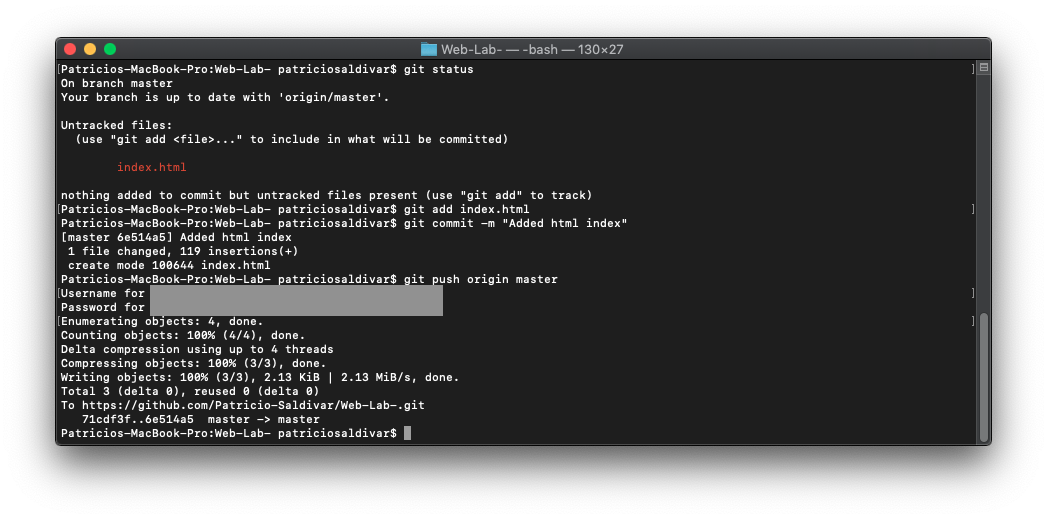 Web-Lab- — -bash — 130×27
[Patricios-MacBook-Pro:Web-Lab- patriciosaldivar$ git status ]
On branch master
Your branch is up to date with 'origin/master'.
Untracked files:
(use "git add <file>..." to include in what will be committed)
index.html
nothing added to commit but untracked files present (use "git add" to track)
[Patricios-MacBook-Pro:Web-Lab- patriciosaldivar$ git add index.html ]
Patricios-MacBook-Pro:Web-Lab- patriciosaldivar$ git commit -m "Added html index"
[master 6e514a5] Added html index
1 file changed, 119 insertions(+)
create mode 100644 index.html
Patricios-MacBook-Pro:Web-Lab- patriciosaldivar$ git push origin master
[Username for ]
Password for
[Enumerating objects: 4, done. ]
Counting objects: 100% (4/4), done.
Delta compression using up to 4 threads
Compressing objects: 100% (3/3), done.
Writing objects: 100% (3/3), 2.13 KiB | 2.13 MiB/s, done.
Total 3 (delta 0), reused 0 (delta 0)
To https://github.com/Patricio-Saldivar/Web-Lab-.git
71cdf3f..6e514a5 master -> master
Patricios-MacBook-Pro:Web-Lab- patriciosaldivar$